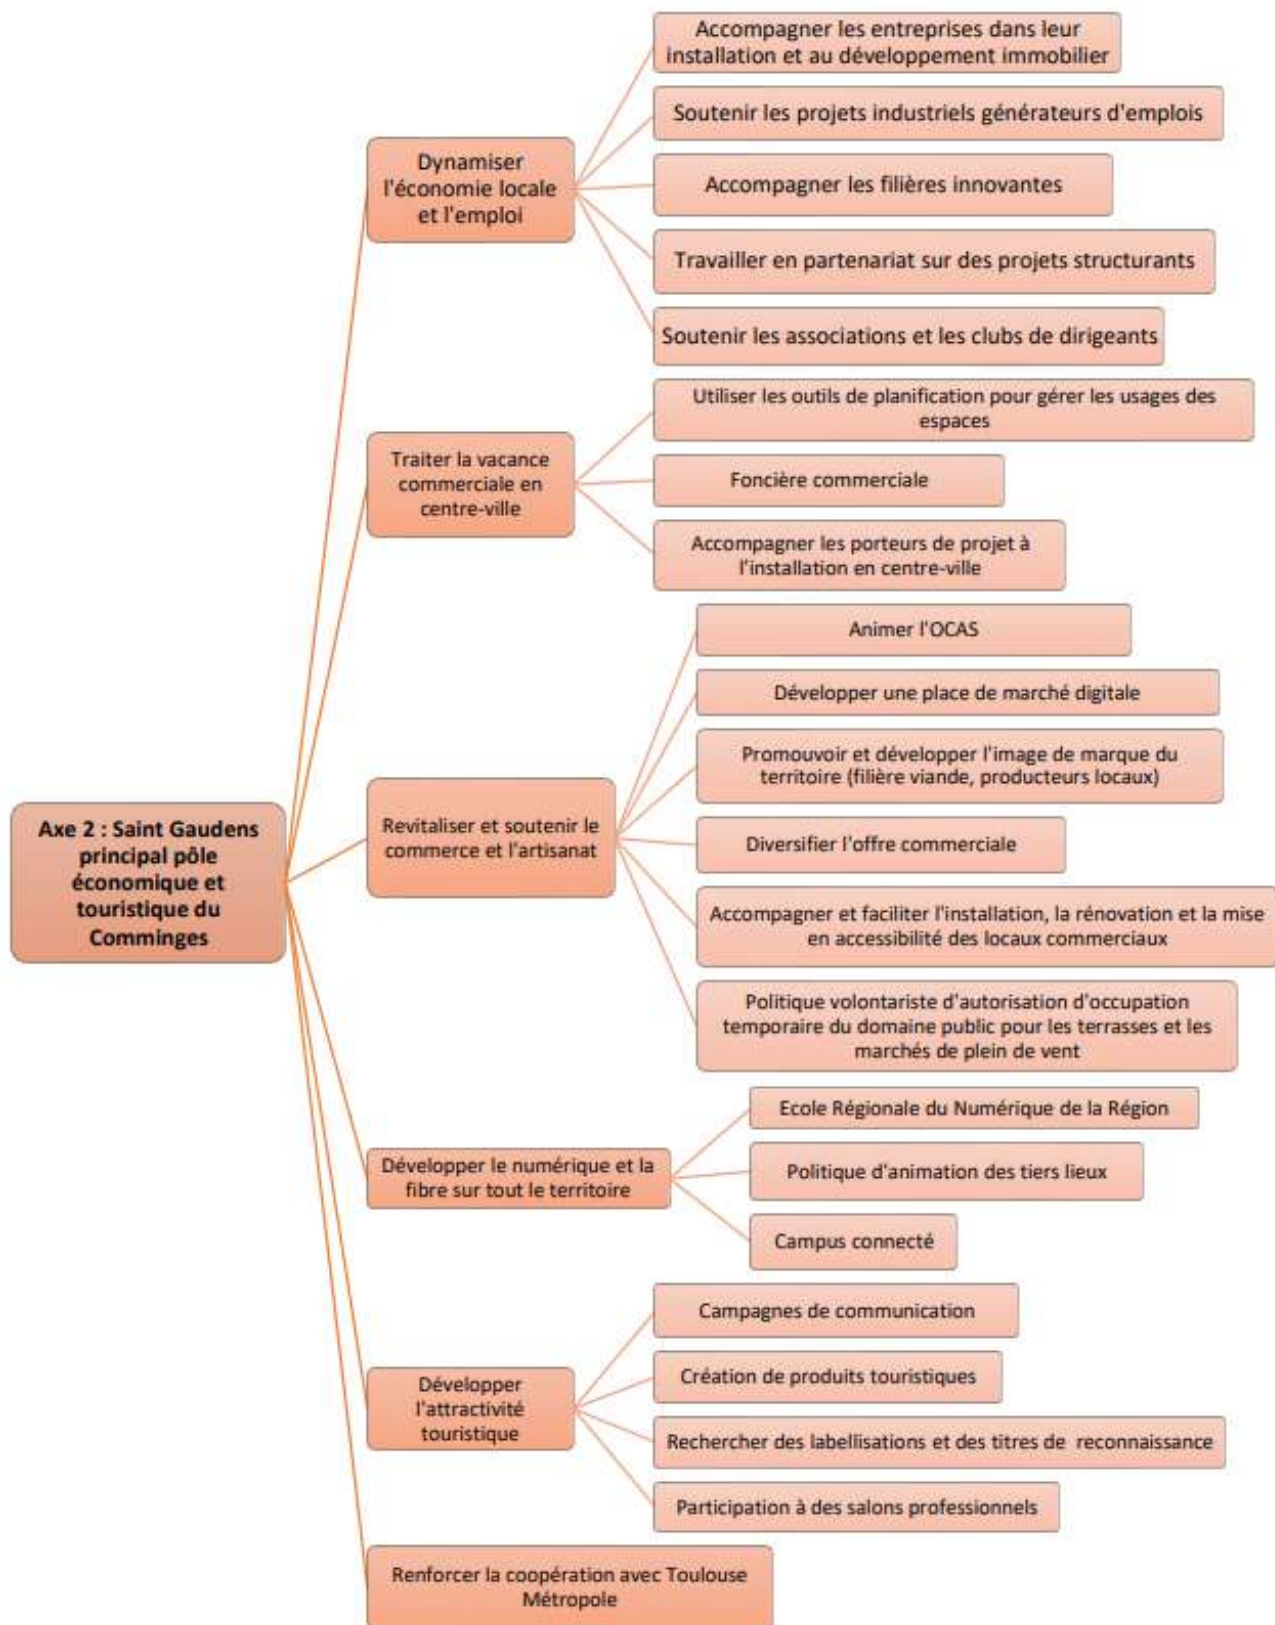 Axe 2 : Saint Gaudens
principal pôle
économique et
touristique du
Comminges
Dynamiser
l'économie locale
et l'emploi
Accompagner les entreprises dans leur
installation et au développement immobilier
Soutenir les projets industriels générateurs d'emplois
Accompagner les filières innovantes
Travailler en partenariat sur des projets structurants
Soutenir les associations et les clubs de dirigeants
Traiter la vacance
commerciale en
centre-ville
Utiliser les outils de planification pour gérer les usages des
espaces
Foncière commerciale
Accompagner les porteurs de projet à
l'installation en centre-ville
Revitaliser et soutenir le
commerce et l'artisanat
Animer l'OCAS
Développer une place de marché digitale
Promouvoir et développer l'image de marque du
territoire (filière viande, producteurs locaux)
Diversifier l'offre commerciale
Accompagner et faciliter l'installation, la rénovation et la mise
en accessibilité des locaux commerciaux
Politique volontariste d'autorisation d'occupation
temporaire du domaine public pour les terrasses et les
marchés de plein de vent
Développer le numérique et la
fibre sur tout le territoire
Ecole Régionale du Numérique de la Région
Politique d'animation des tiers lieux
Campus connecté
Développer
l'attractivité
touristique
Campagnes de communication
Création de produits touristiques
Rechercher des labellisations et des titres de reconnaissance
Participation à des salons professionnels
Renforcer la coopération avec Toulouse
Métropole